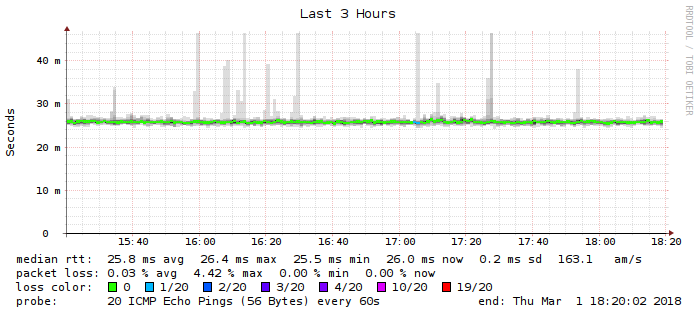 Last 3 Hours
RRDTOOL / TOBI OETIKER
Seconds
40 m
30 m
20 m
10 m
0
15:40 16:00 16:20 16:40 17:00 17:20 17:40 18:00 18:20
median rtt: 25.8 ms avg 26.4 ms max 25.5 ms min 26.0 ms now 0.2 ms sd 163.1 am/s
packet loss: 0.03 % avg 4.42 % max 0.00 % min 0.00 % now
loss color: 0 1/20 2/20 3/20 4/20 10/20 19/20
probe: 20 ICMP Echo Pings (56 Bytes) every 60s end: Thu Mar 1 18:20:02 2018